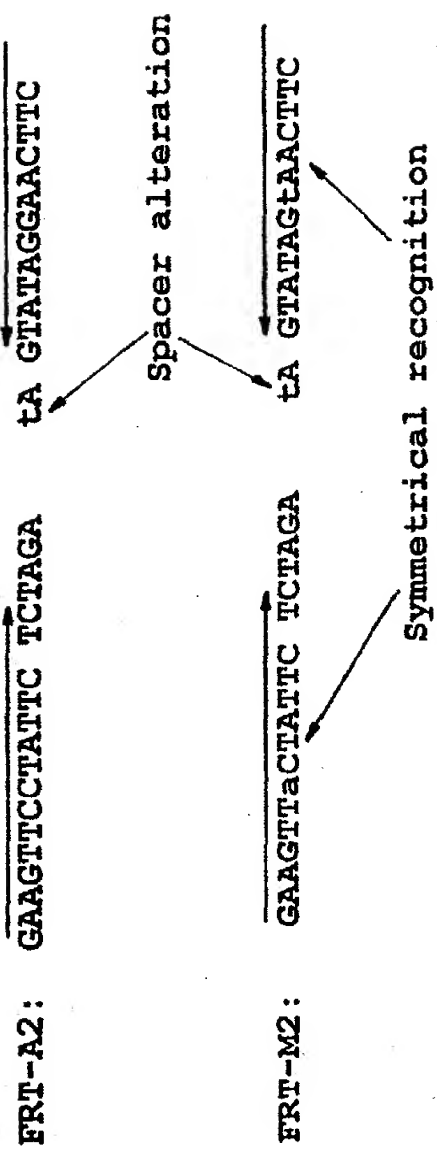 FRT-A2: GAAGTTCCTATTC TCTAGA tA GTATAGGAACTTC
Spacer alteration
FRT-M2: GAAGTTaCTATTC TCTAGA tA GTATAGtAACTTC
Symmetrical recognition